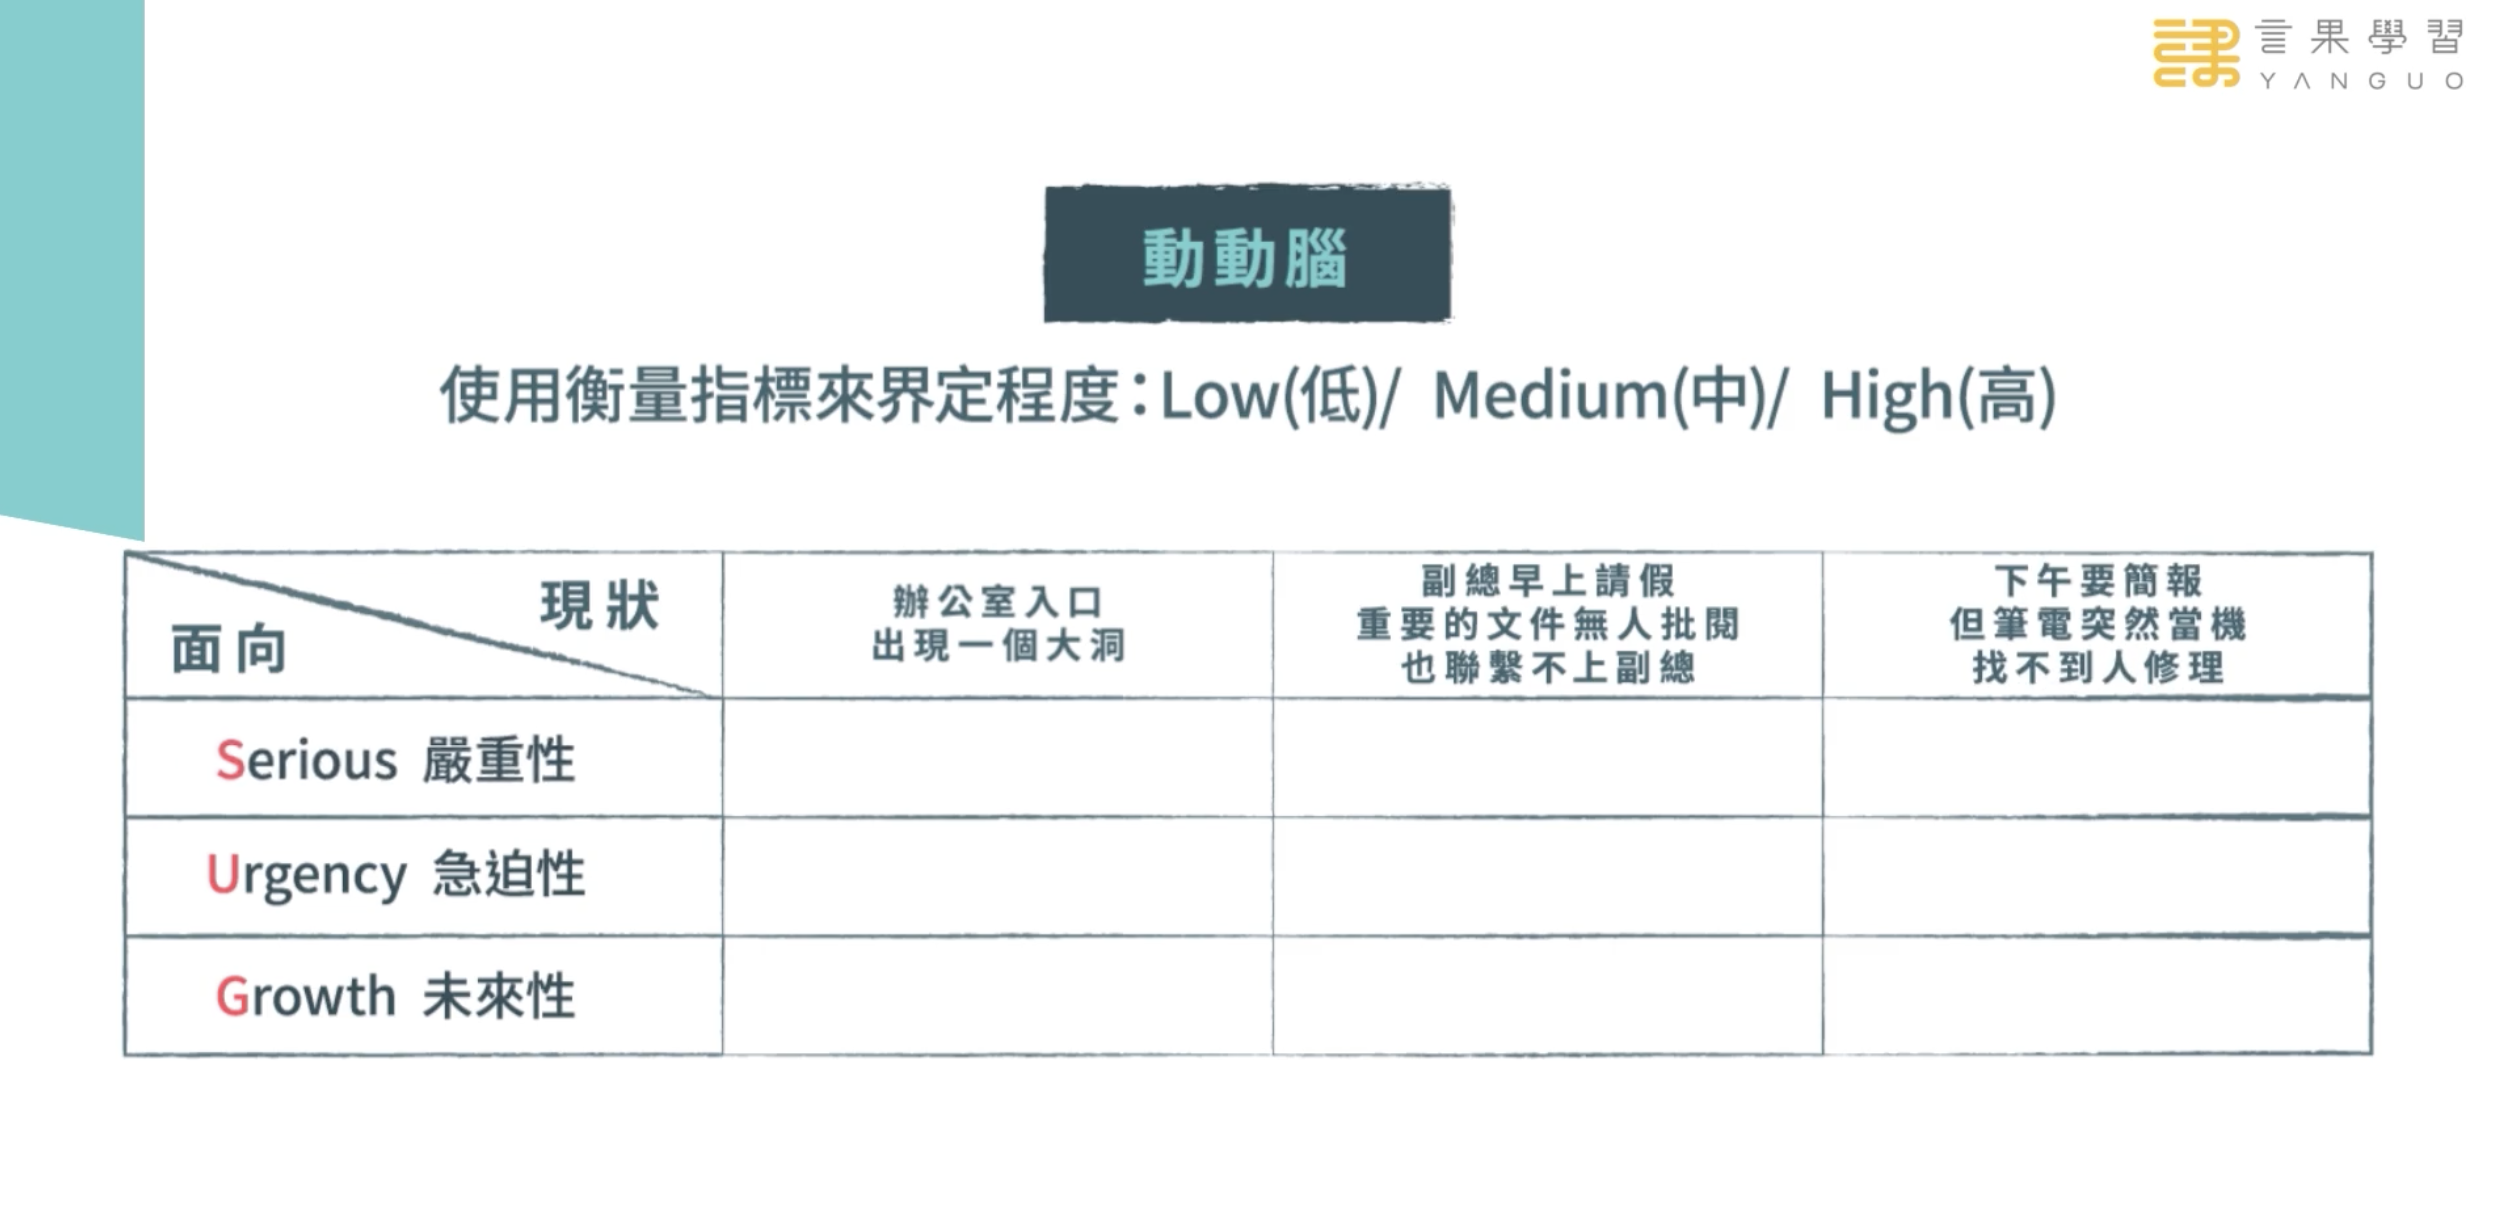 言果學習
YANGUO
動動腦
使用衡量指標來界定程度：Low(低)/ Medium(中)/ High(高)
現狀
面向
辦公室入口
出現一個大洞
副總早上請假
重要的文件無人批閱
也聯繫不上副總
下午要簡報
但筆電突然當機
找不到人修理
Serious 嚴重性
Urgency 急迫性
Growth 未來性